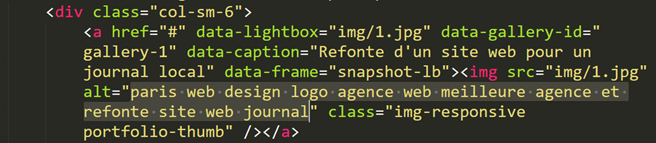 <div class="col-sm-6">
<a href="#" data-lightbox="img/1.jpg" data-gallery-id="
gallery-1" data-caption="Refonte d'un site web pour un
journal local" data-frame="snapshot-lb"><img src="img/1.jpg"
alt="paris web design logo agence web meilleure agence et
refonte site web journal" class="img-responsive
portfolio-thumb" /></a>